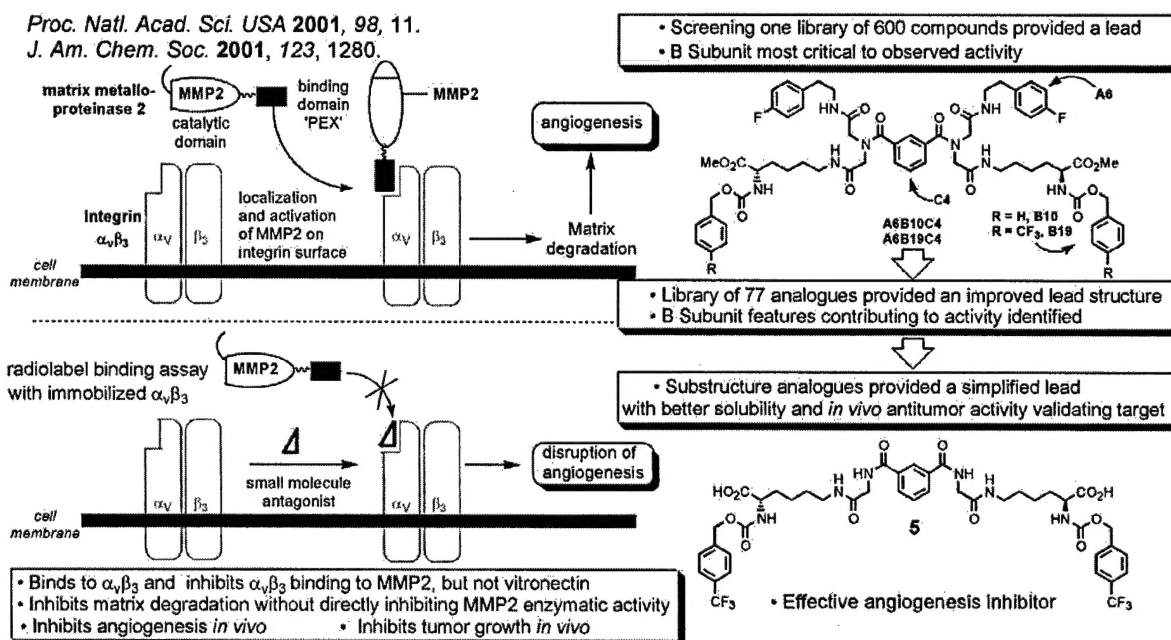 Proc. Natl. Acad. Sci. USA 2001, 98, 11.
J. Am. Chem. Soc. 2001, 123, 1280.
matrix metallo-
proteinase 2
MMP2
catalytic
domain
binding
domain
'PEX'
MMP2
angiogenesis
Integrin
αvβ3
αV
β3
localization
and activation
of MMP2 on
integrin surface
αV
β3
Matrix
degradation
cell
membrane
radiolabel binding assay
with immobilized αvβ3
MMP2
αV
β3
small molecule
antagonist
αV
β3
disruption of
angiogenesis
cell
membrane
• Binds to αvβ3 and inhibits αvβ3 binding to MMP2, but not vitronectin
• Inhibits matrix degradation without directly inhibiting MMP2 enzymatic activity
• Inhibits angiogenesis in vivo • Inhibits tumor growth in vivo
• Screening one library of 600 compounds provided a lead
• B Subunit most critical to observed activity
A6
F
H
N
O
O
N
O
O
N
O
H
N
F
MeO2C
H
N
O
O
N
H
CO2Me
O
NH
O
C4
HN
O
O
A6B10C4
A6B19C4
R = H, B10
R = CF3, B19
R
R
• Library of 77 analogues provided an improved lead structure
• B Subunit features contributing to activity identified
• Substructure analogues provided a simplified lead
with better solubility and in vivo antitumor activity validating target
HO2C
H
N
O
NH
O
O
HN
O
N
H
CO2H
O
NH
O
5
HN
O
O
CF3
CF3
• Effective angiogenesis inhibitor